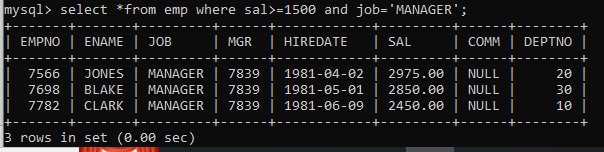 mysql> select *from emp where sal>=1500 and job='MANAGER';
+-------+-------+---------+------+------------+---------+------+--------+
| EMPNO | ENAME | JOB     | MGR  | HIREDATE   | SAL     | COMM | DEPTNO |
+-------+-------+---------+------+------------+---------+------+--------+
|  7566 | JONES | MANAGER | 7839 | 1981-04-02 | 2975.00 | NULL |     20 |
|  7698 | BLAKE | MANAGER | 7839 | 1981-05-01 | 2850.00 | NULL |     30 |
|  7782 | CLARK | MANAGER | 7839 | 1981-06-09 | 2450.00 | NULL |     10 |
+-------+-------+---------+------+------------+---------+------+--------+
3 rows in set (0.00 sec)